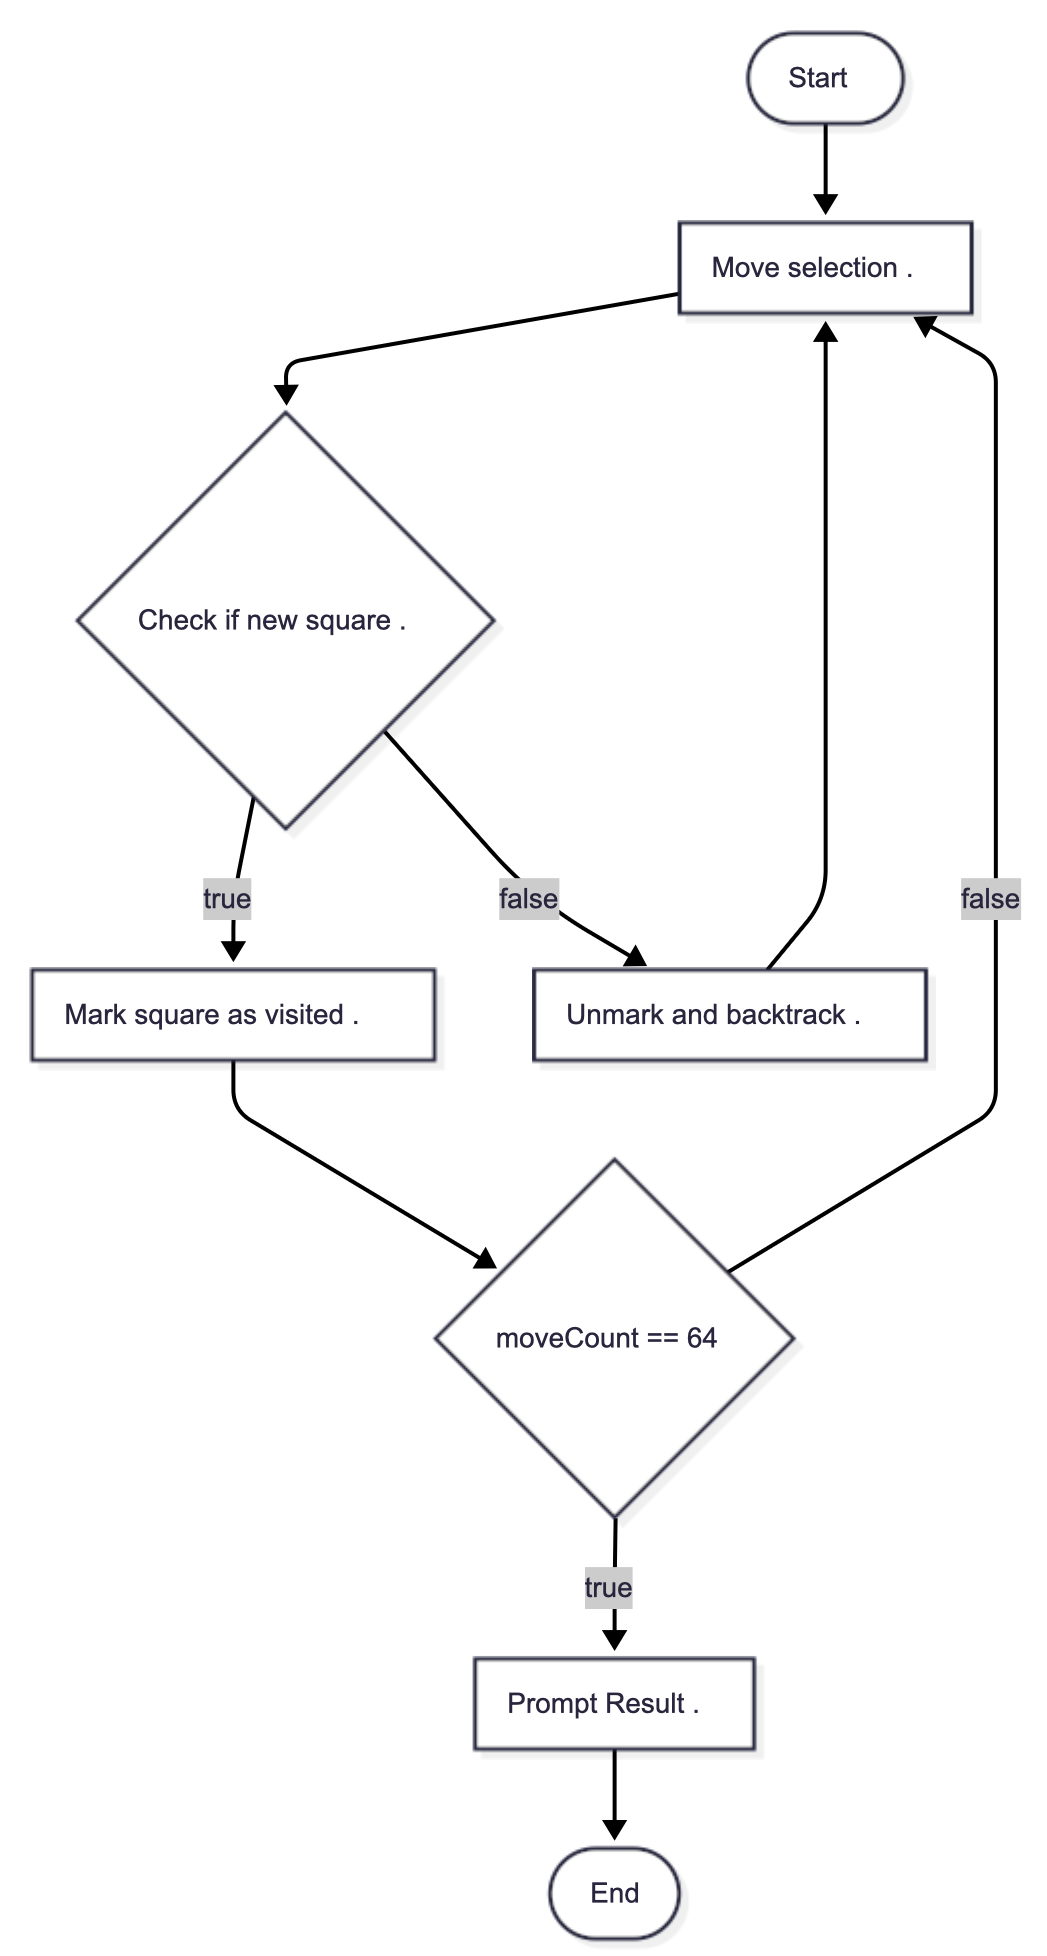 Start
Move selection .
Check if new square .
true
false
false
Mark square as visited .
Unmark and backtrack .
moveCount == 64
true
Prompt Result .
End